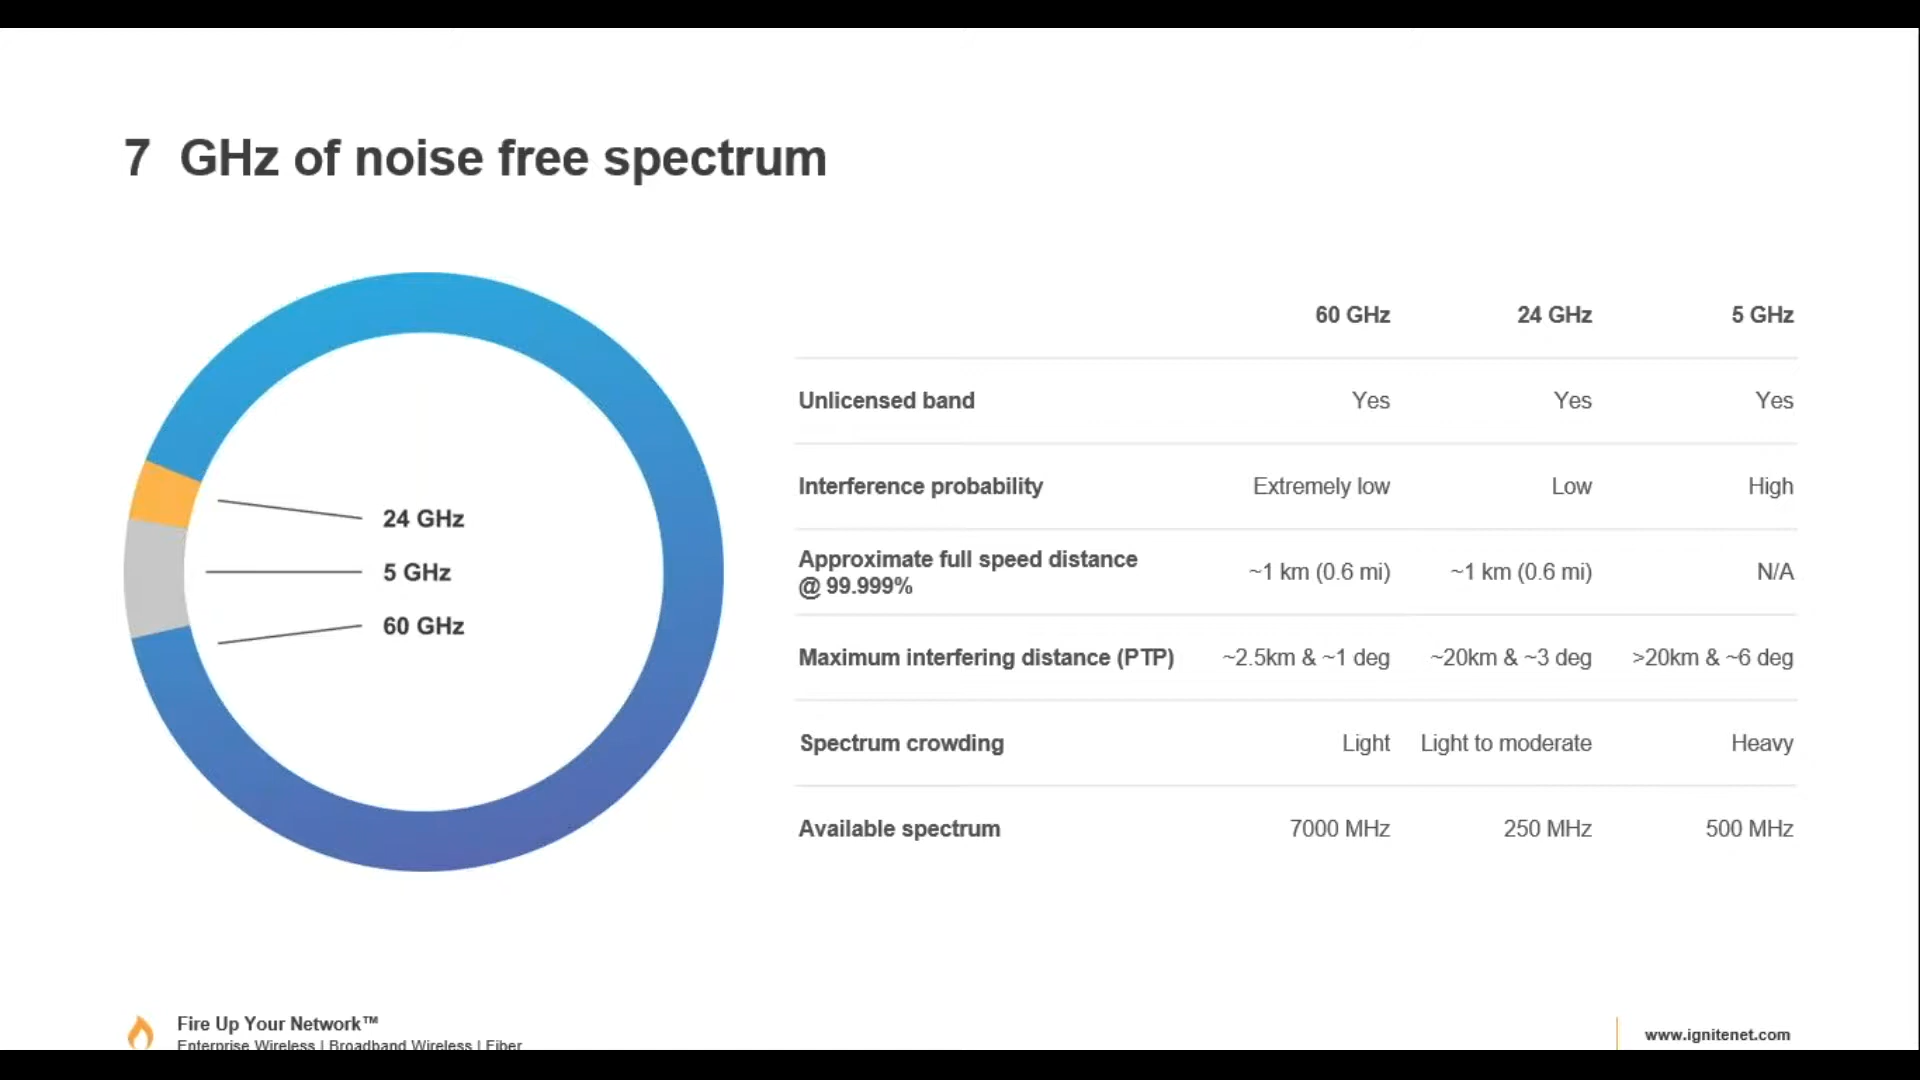 7 GHz of noise free spectrum
24 GHz
5 GHz
60 GHz
60 GHz 24 GHz 5 GHz
Unlicensed band Yes Yes Yes
Interference probability Extremely low Low High
Approximate full speed distance
@ 99.999% ~1 km (0.6 mi) ~1 km (0.6 mi) N/A
Maximum interfering distance (PTP) ~2.5km & ~1 deg ~20km & ~3 deg >20km & ~6 deg
Spectrum crowding Light Light to moderate Heavy
Available spectrum 7000 MHz 250 MHz 500 MHz
Fire Up Your Network™
Enterprise Wireless | Broadband Wireless | Fiber
www.ignitenet.com